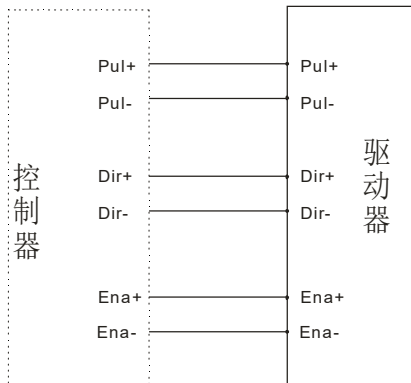 Pul+ Pul+
Pul- Pul-
Dir+ Dir+
Dir- Dir-
Ena+ Ena+
Ena- Ena-
控制器
驱动器